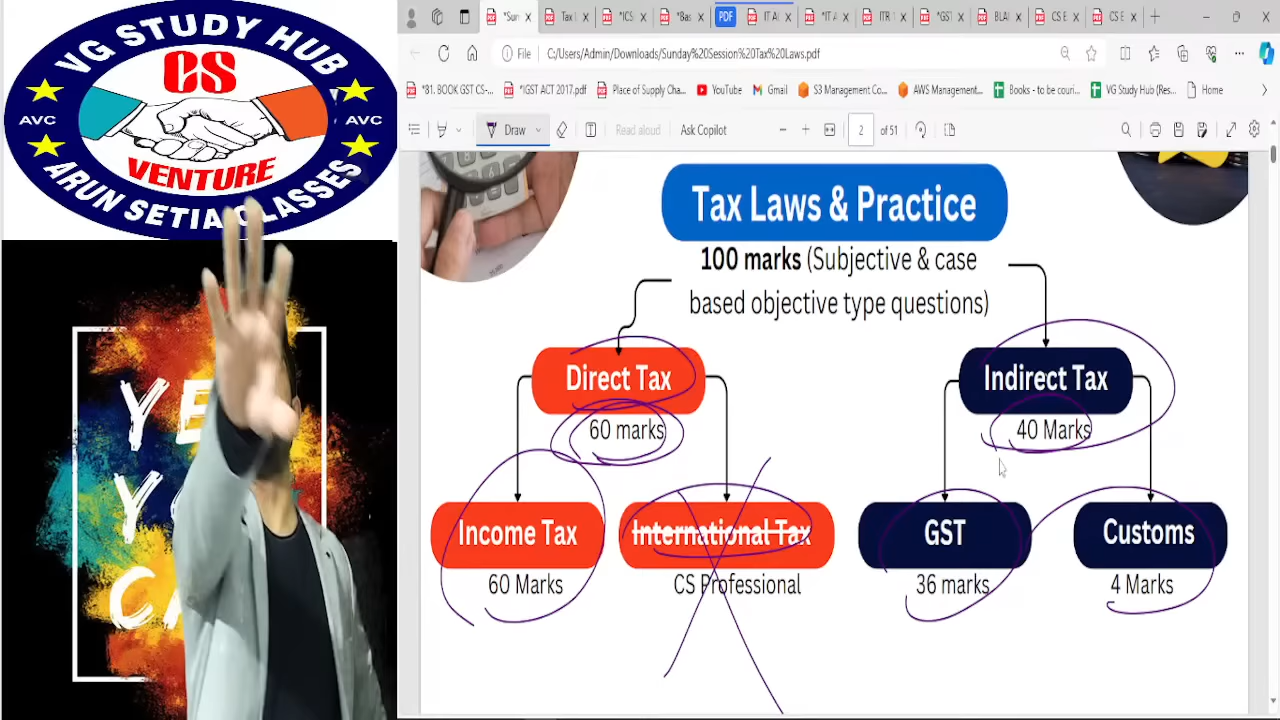 VG STUDY HUB
CS
AVC
AVC
VENTURE
ARUN SETIA CLASSES
YE
Y
C
File
C:/Users/Admin/Downloads/Sunday%20Session%20Tax%20Laws.pdf
*IGST ACT 2017.pdf
Place of Supply Cha...
YouTube
Gmail
S3 Management Co...
AWS Management...
Books - to be couri...
VG Study Hub (Res...
Home
Draw
Read aloud
Ask Copilot
2
of 51
Tax Laws & Practice
100 marks (Subjective & case
based objective type questions)
Direct Tax
Indirect Tax
60 marks
40 Marks
Income Tax
International Tax
GST
Customs
60 Marks
CS Professional
36 marks
4 Marks